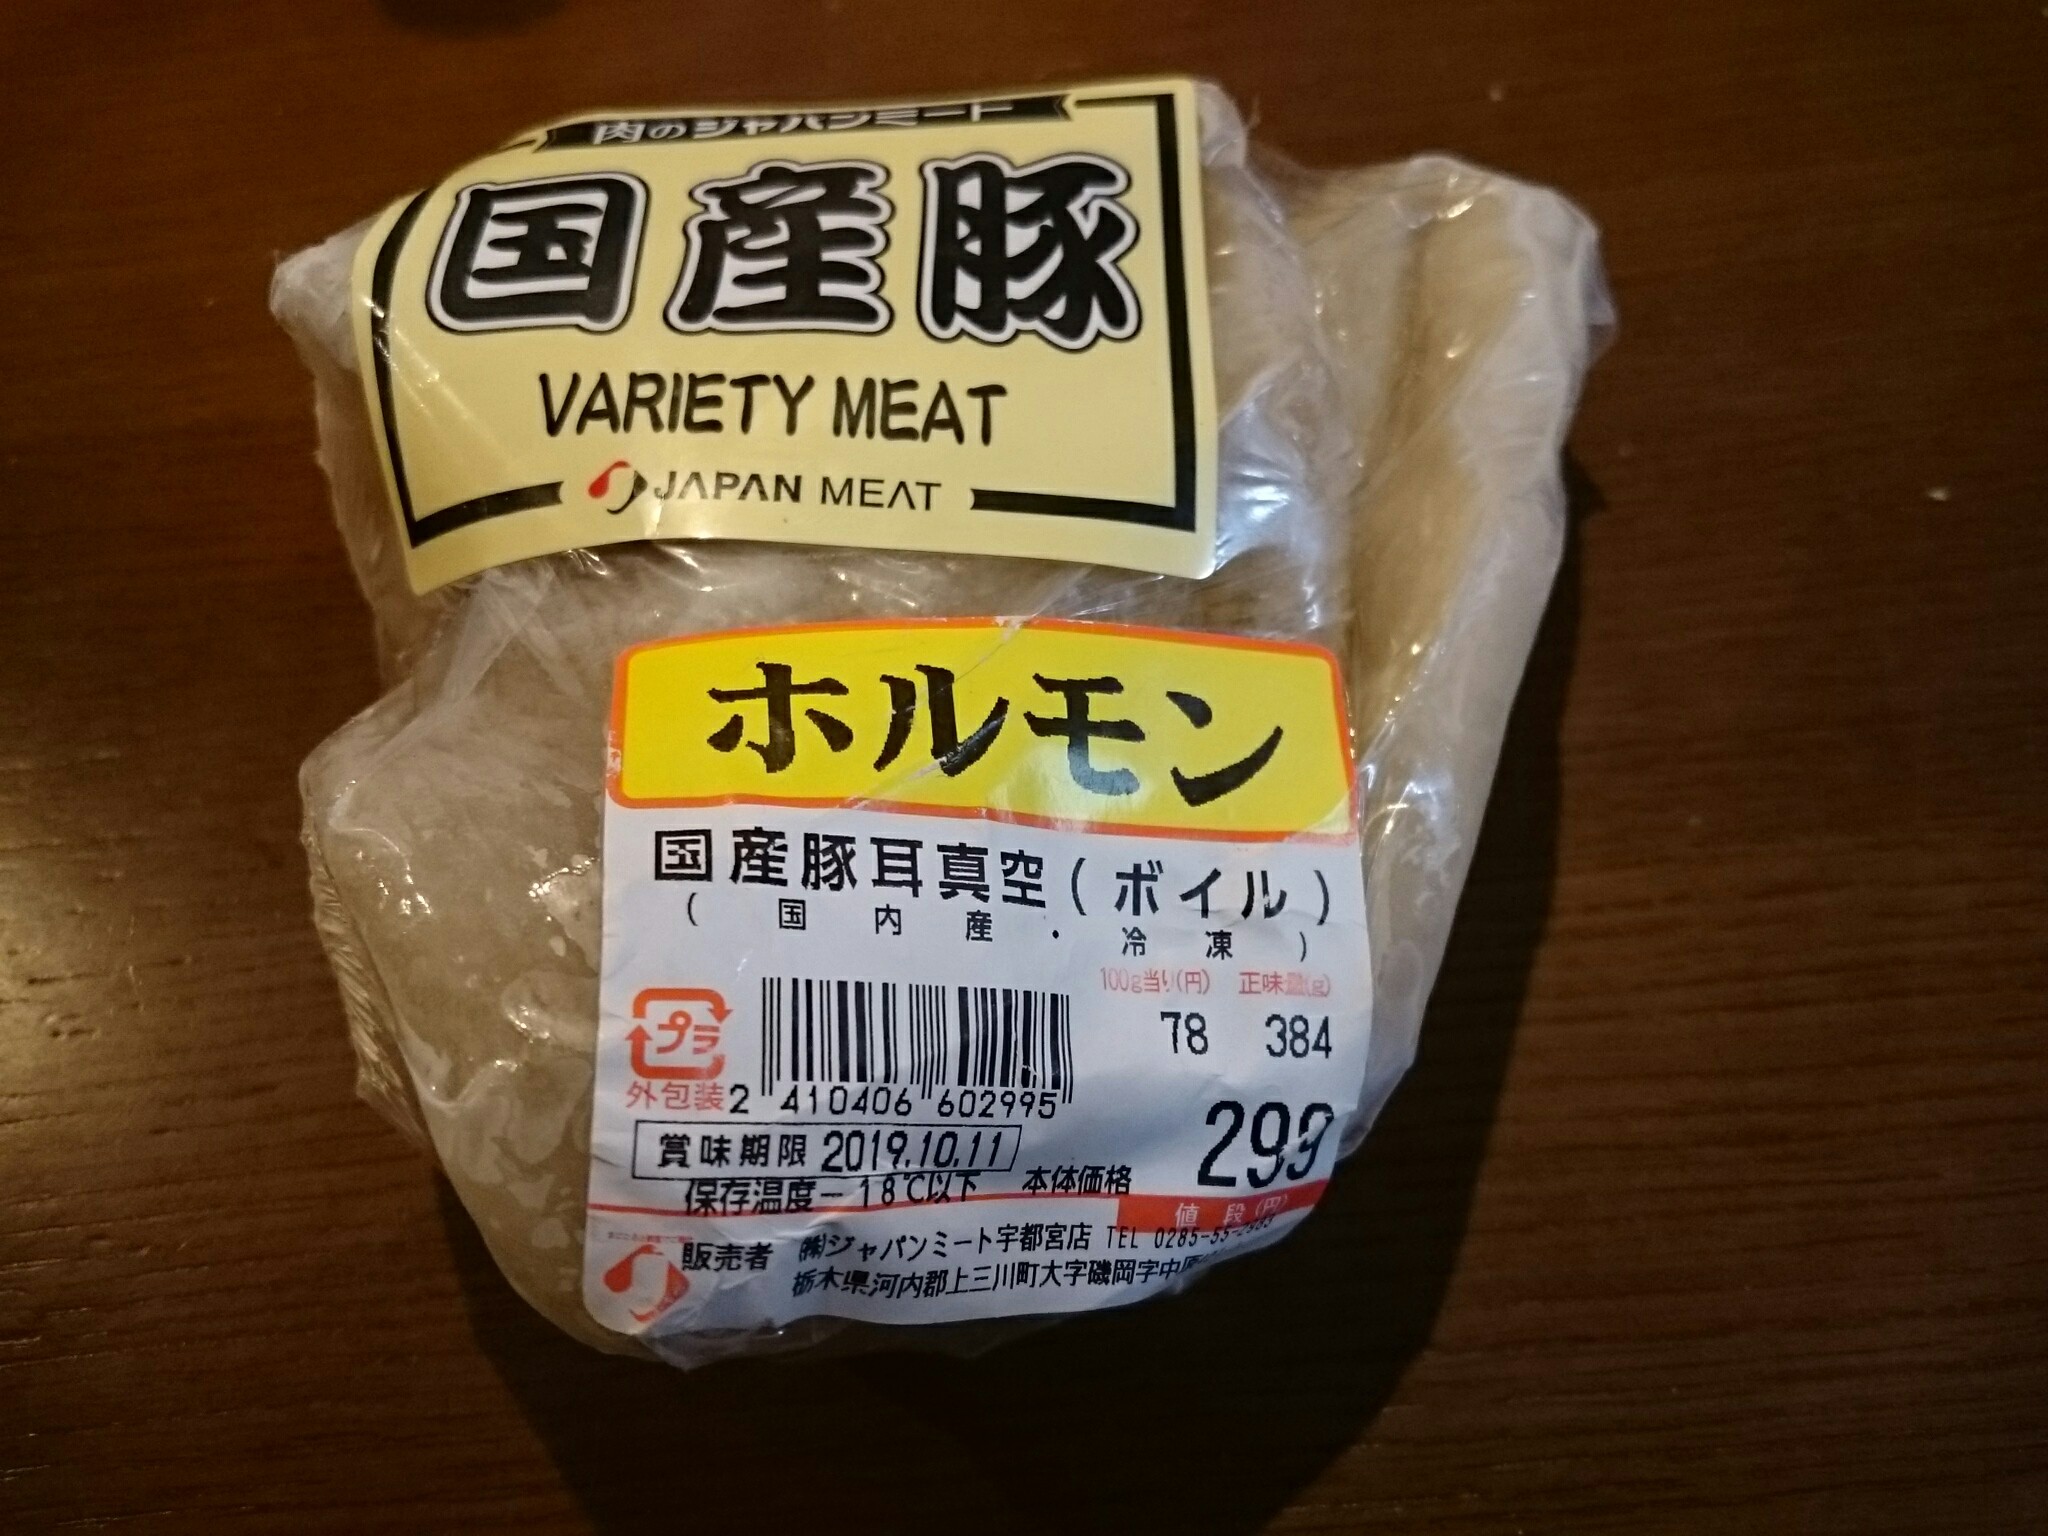 肉のジャパンミート
国産豚
VARIETY MEAT
JAPAN MEAT
ホルモン
国産豚耳真空(ボイル)
(国内産・冷凍)
100g当り(円) 正味量(g)
78 384
プラ
外包装
2 410406 602995
299
賞味期限 2019.10.11
保存温度-18℃以下 本体価格
値段(円)
販売者 ㈱ジャパンミート宇都宮店 TEL 0285-55-2983
栃木県河内郡上三川町大字磯岡字中原